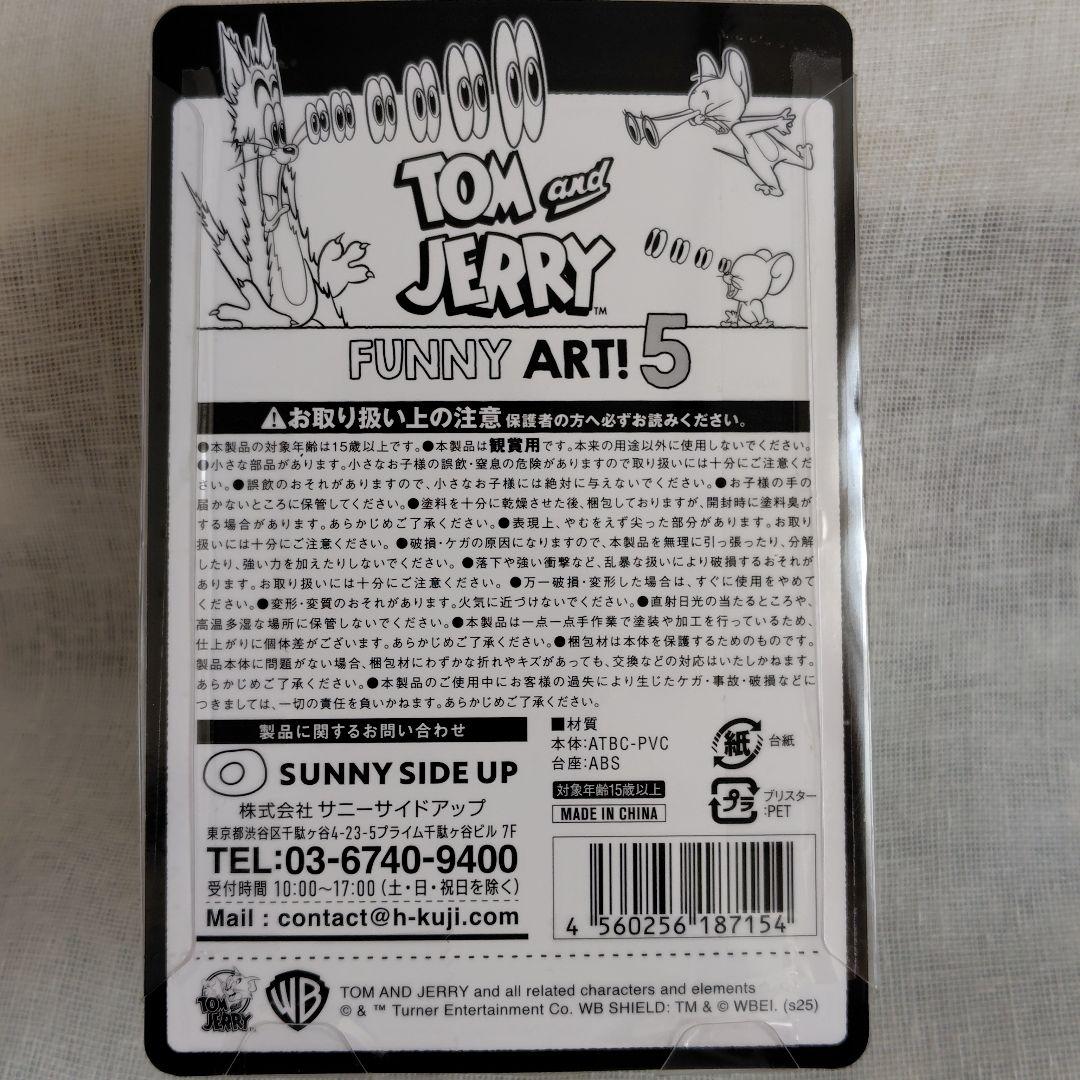 TOM and
JERRY™
FUNNY ART! 5
⚠お取り扱い上の注意 保護者の方へ必ずお読みください。
●本製品の対象年齢は15歳以上です。●本製品は観賞用です。本来の用途以外に使用しないでください。
●小さな部品があります。小さなお子様の誤飲・窒息の危険がありますので取り扱いには十分にご注意くだ
さい。●誤飲のおそれがありますので、小さなお子様には絶対に与えないでください。●お子様の手の
届かないところに保管してください。●塗料を十分に乾燥させた後、梱包しておりますが、開封時に塗料臭が
する場合があります。あらかじめご了承ください。●表現上、やむをえず尖った部分があります。お取り
扱いには十分にご注意ください。●破損・ケガの原因になりますので、本製品を無理に引っ張ったり、分解
したり、強い力を加えたりしないでください。●落下や強い衝撃など、乱暴な扱いにより破損するおそれが
あります。お取り扱いには十分にご注意ください。●万一破損・変形した場合は、すぐに使用をやめて
ください。●変形・変質のおそれがあります。火気に近づけないでください。●直射日光の当たるところや、
高温多湿な場所に保管しないでください。●本製品は一点一点手作業で塗装や加工を行っているため、
仕上がりに個体差がございます。あらかじめご了承ください。●梱包材は本体を保護するためのものです。
製品本体に問題がない場合、梱包材にわずかな折れやキズがあっても、交換などの対応はいたしかねます。
あらかじめご了承ください。●本製品のご使用中にお客様の過失により生じたケガ・事故・破損などに
つきましては、一切の責任を負いかねます。あらかじめご了承ください。
製品に関するお問い合わせ
SUNNY SIDE UP
株式会社 サニーサイドアップ
東京都渋谷区千駄ヶ谷4-23-5プライム千駄ヶ谷ビル 7F
TEL:03-6740-9400
受付時間 10:00〜17:00（土・日・祝日を除く）
Mail : contact@h-kuji.com
■材質
本体:ATBC-PVC
台座:ABS
対象年齢15歳以上
MADE IN CHINA
紙 台紙
プラ ブリスター
:PET
4 560256 187154
TOM and JERRY
WB
TOM AND JERRY and all related characters and elements
© & ™ Turner Entertainment Co. WB SHIELD: TM & © WBEI. (s25)